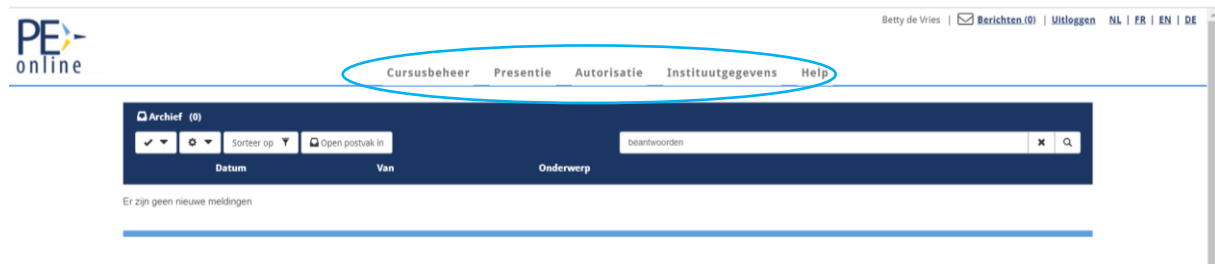 Betty de Vries | Berichten (0) | Uitloggen NL | FR | EN | DE
PE
online
Cursusbeheer Presentie Autorisatie Instituutgegevens Help
Archief (0)
Sorteer op Open postvak in beantwoorden
Datum Van Onderwerp
Er zijn geen nieuwe meldingen